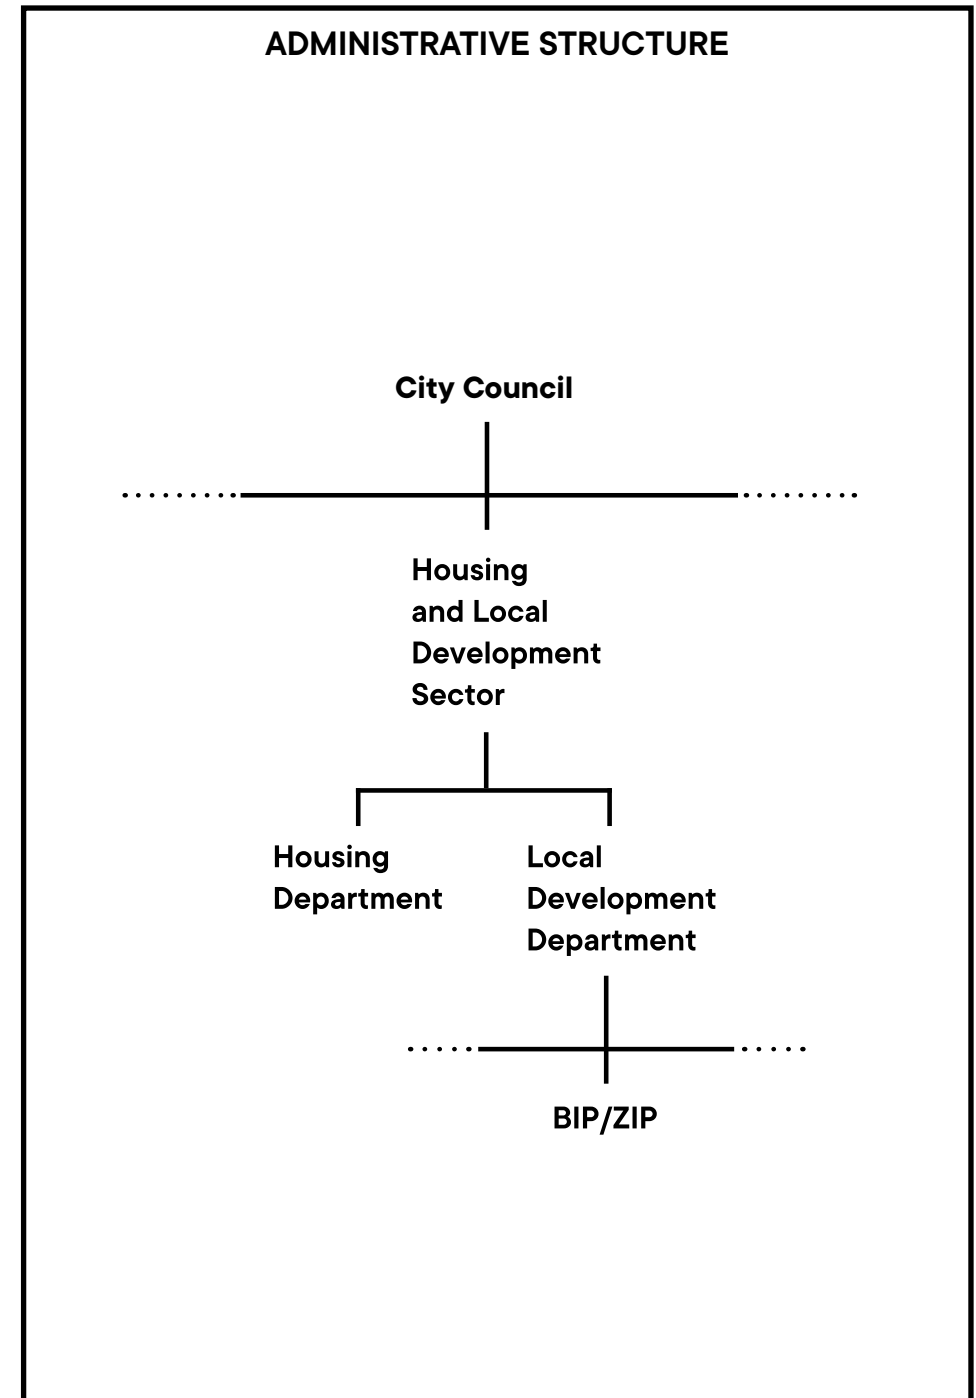 ADMINISTRATIVE STRUCTURE
City Council
Housing
and Local
Development
Sector
Housing
Department
Local
Development
Department
BIP/ZIP